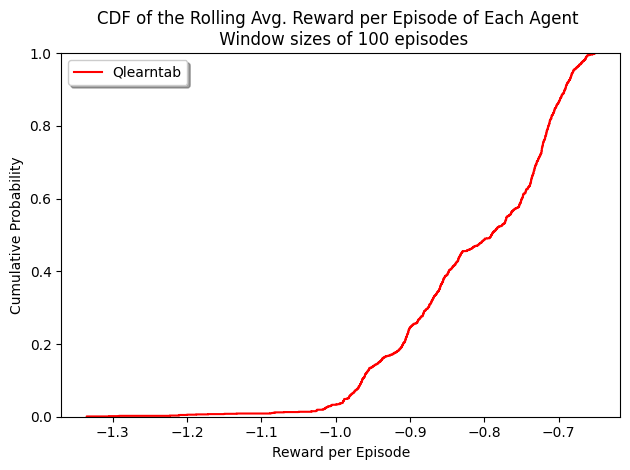 CDF of the Rolling Avg. Reward per Episode of Each Agent
Window sizes of 100 episodes
Qlearntab
1.0
0.8
0.6
0.4
0.2
0.0
Cumulative Probability
−1.3 −1.2 −1.1 −1.0 −0.9 −0.8 −0.7
Reward per Episode